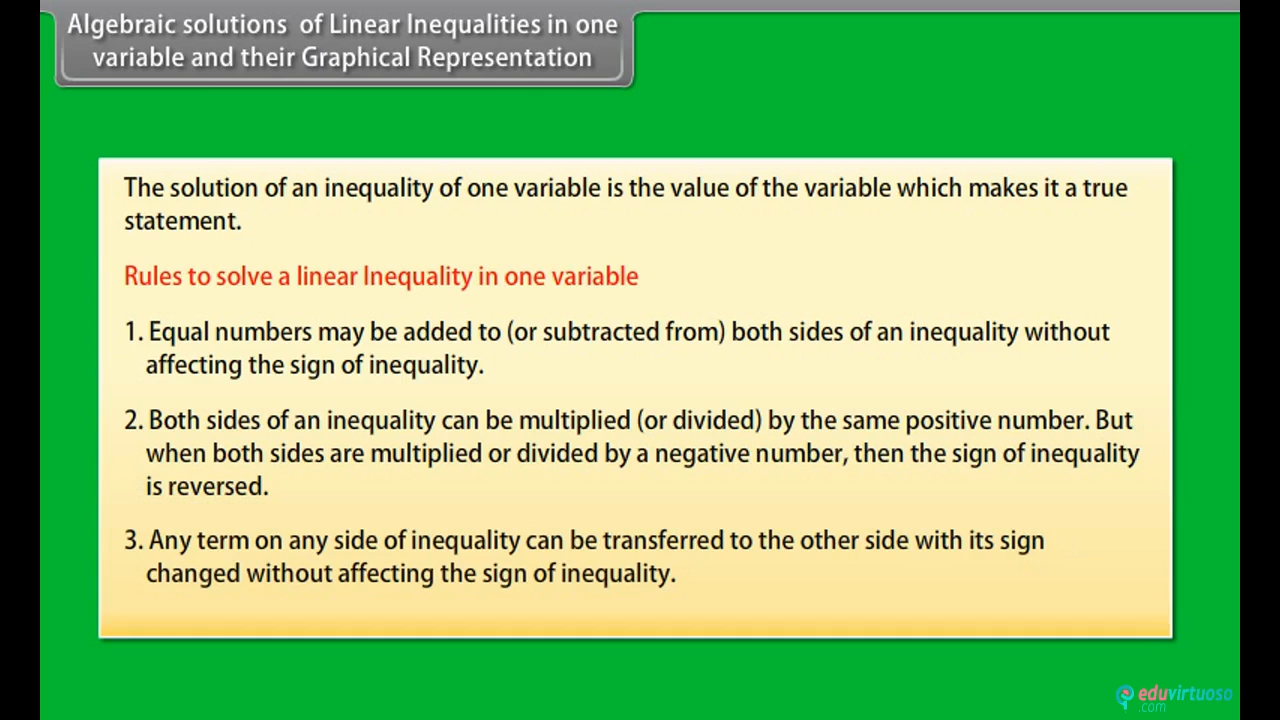 Algebraic solutions of Linear Inequalities in one
variable and their Graphical Representation
The solution of an inequality of one variable is the value of the variable which makes it a true
statement.
Rules to solve a linear Inequality in one variable
1. Equal numbers may be added to (or subtracted from) both sides of an inequality without
affecting the sign of inequality.
2. Both sides of an inequality can be multiplied (or divided) by the same positive number. But
when both sides are multiplied or divided by a negative number, then the sign of inequality
is reversed.
3. Any term on any side of inequality can be transferred to the other side with its sign
changed without affecting the sign of inequality.
eduvirtuoso
.com